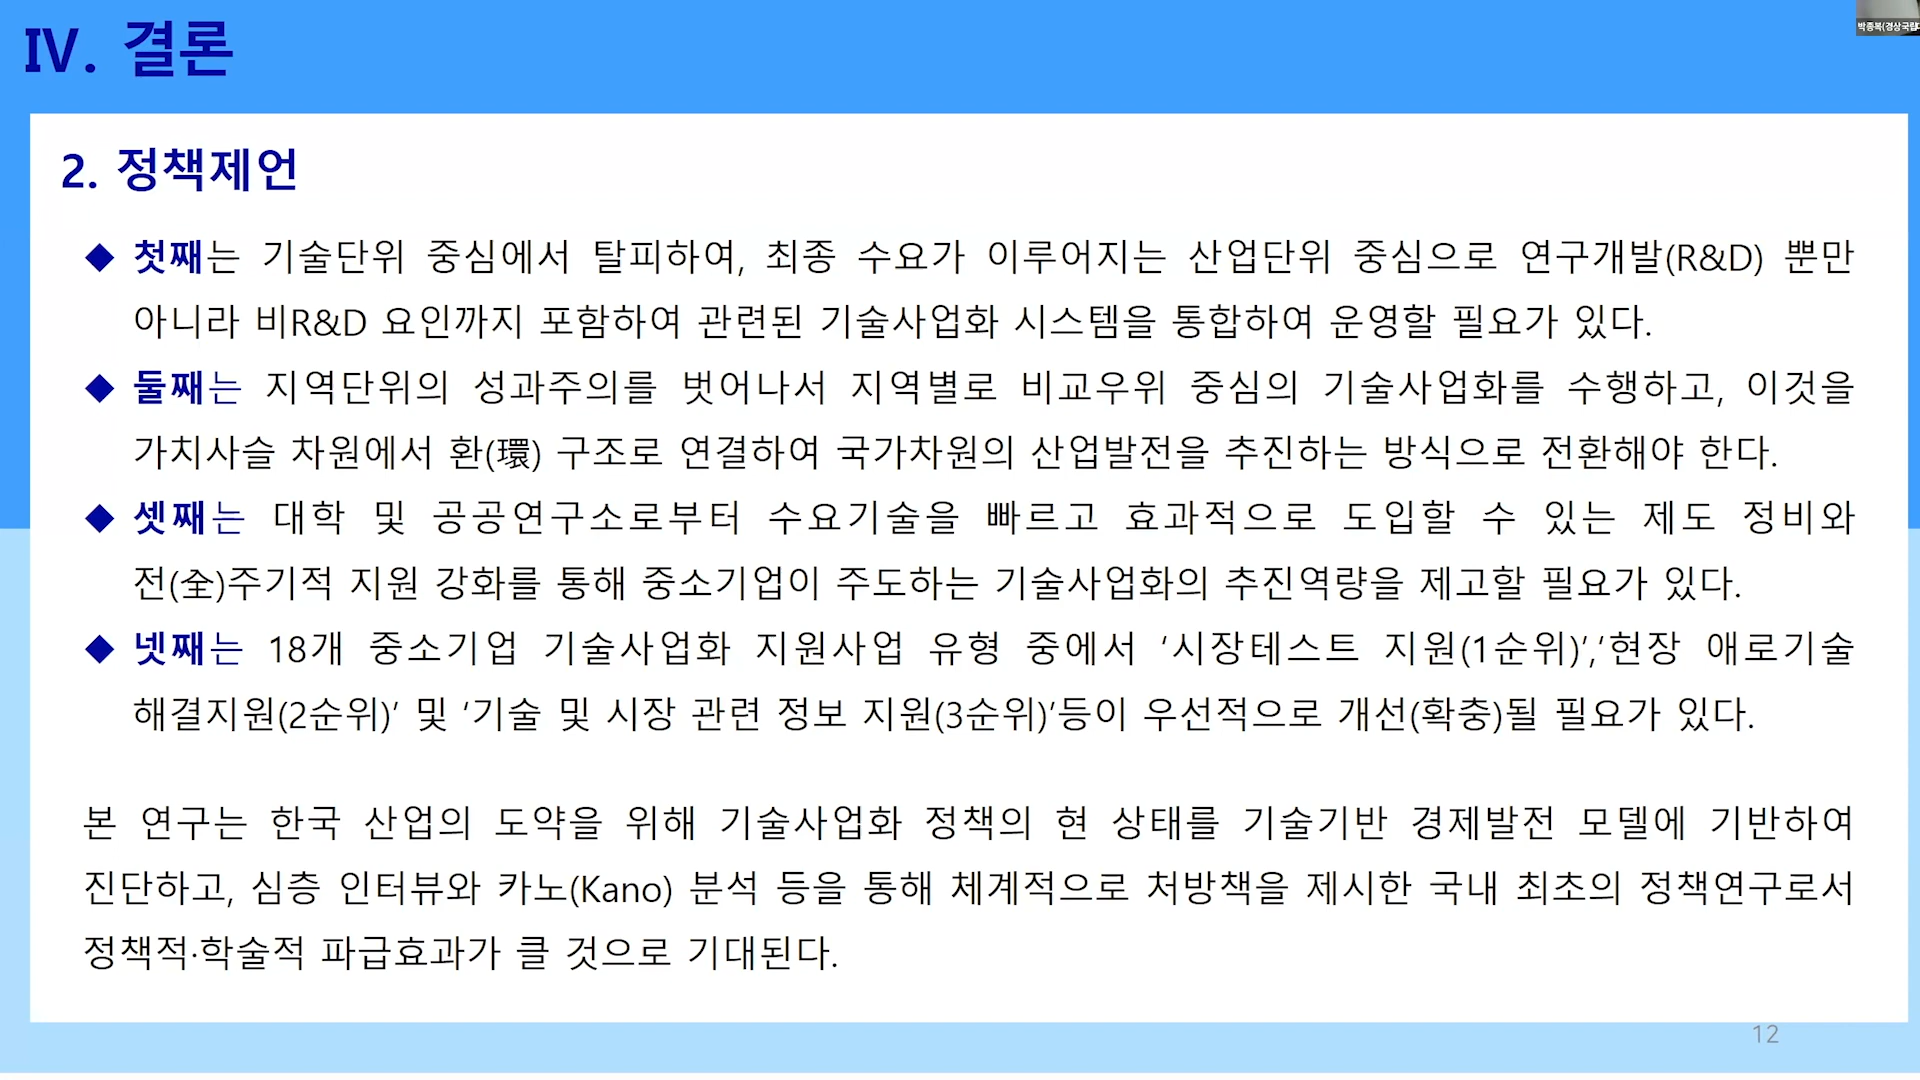 IV. 결론
박종복(경상국립
2. 정책제언
◆ 첫째는 기술단위 중심에서 탈피하여, 최종 수요가 이루어지는 산업단위 중심으로 연구개발(R&D) 뿐만
아니라 비R&D 요인까지 포함하여 관련된 기술사업화 시스템을 통합하여 운영할 필요가 있다.
◆ 둘째는 지역단위의 성과주의를 벗어나서 지역별로 비교우위 중심의 기술사업화를 수행하고, 이것을
가치사슬 차원에서 환(環) 구조로 연결하여 국가차원의 산업발전을 추진하는 방식으로 전환해야 한다.
◆ 셋째는 대학 및 공공연구소로부터 수요기술을 빠르고 효과적으로 도입할 수 있는 제도 정비와
전(全)주기적 지원 강화를 통해 중소기업이 주도하는 기술사업화의 추진역량을 제고할 필요가 있다.
◆ 넷째는 18개 중소기업 기술사업화 지원사업 유형 중에서 ‘시장테스트 지원(1순위)’,‘현장 애로기술
해결지원(2순위)’ 및 ‘기술 및 시장 관련 정보 지원(3순위)’등이 우선적으로 개선(확충)될 필요가 있다.
본 연구는 한국 산업의 도약을 위해 기술사업화 정책의 현 상태를 기술기반 경제발전 모델에 기반하여
진단하고, 심층 인터뷰와 카노(Kano) 분석 등을 통해 체계적으로 처방책을 제시한 국내 최초의 정책연구로서
정책적·학술적 파급효과가 클 것으로 기대된다.
12